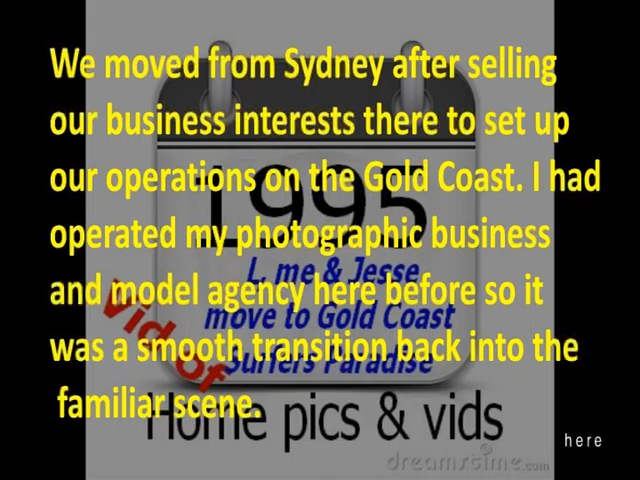 We moved from Sydney after selling
our business interests there to set up
our operations on the Gold Coast. I had
operated my photographic business
and model agency here before so it
was a smooth transition back into the
familiar scene.
1995
L, me & Jesse
move to Gold Coast
Surfers Paradise
vid of
Home pics & vids
here
dreamstime.com